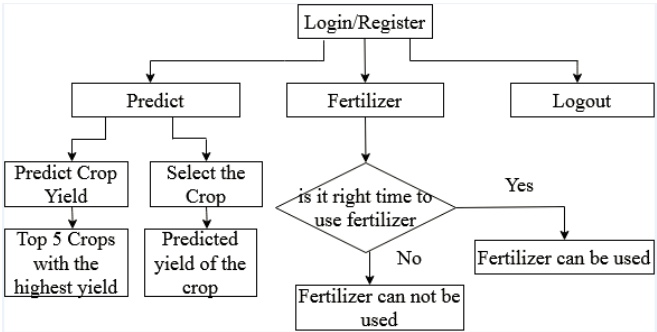 Login/Register
Predict
Fertilizer
Logout
Predict Crop
Yield
Select the
Crop
is it right time to
use fertilizer
Yes
Top 5 Crops
with the
highest yield
Predicted
yield of the
crop
No
Fertilizer can be used
Fertilizer can not be
used